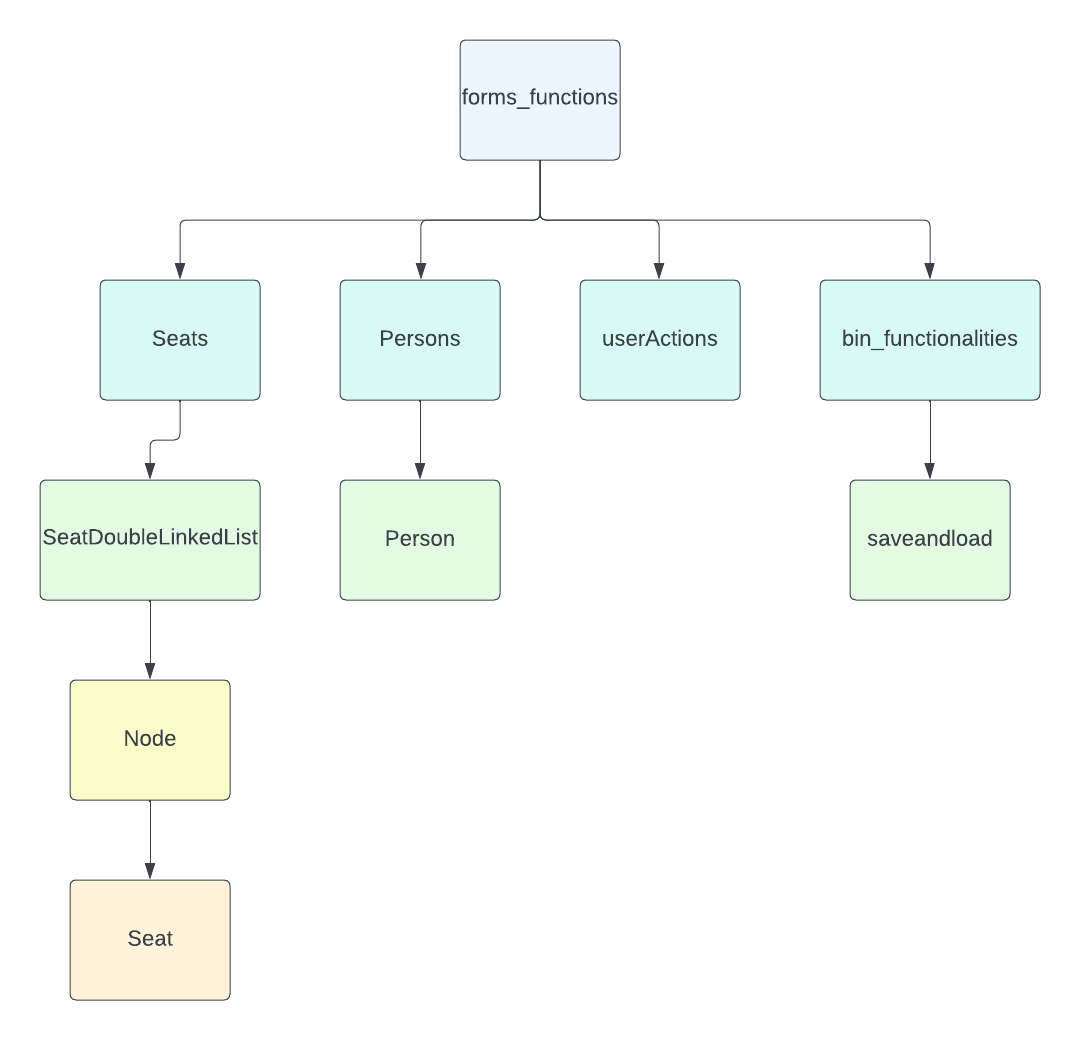 forms_functions
Seats
Persons
userActions
bin_functionalities
SeatDoubleLinkedList
Person
saveandload
Node
Seat